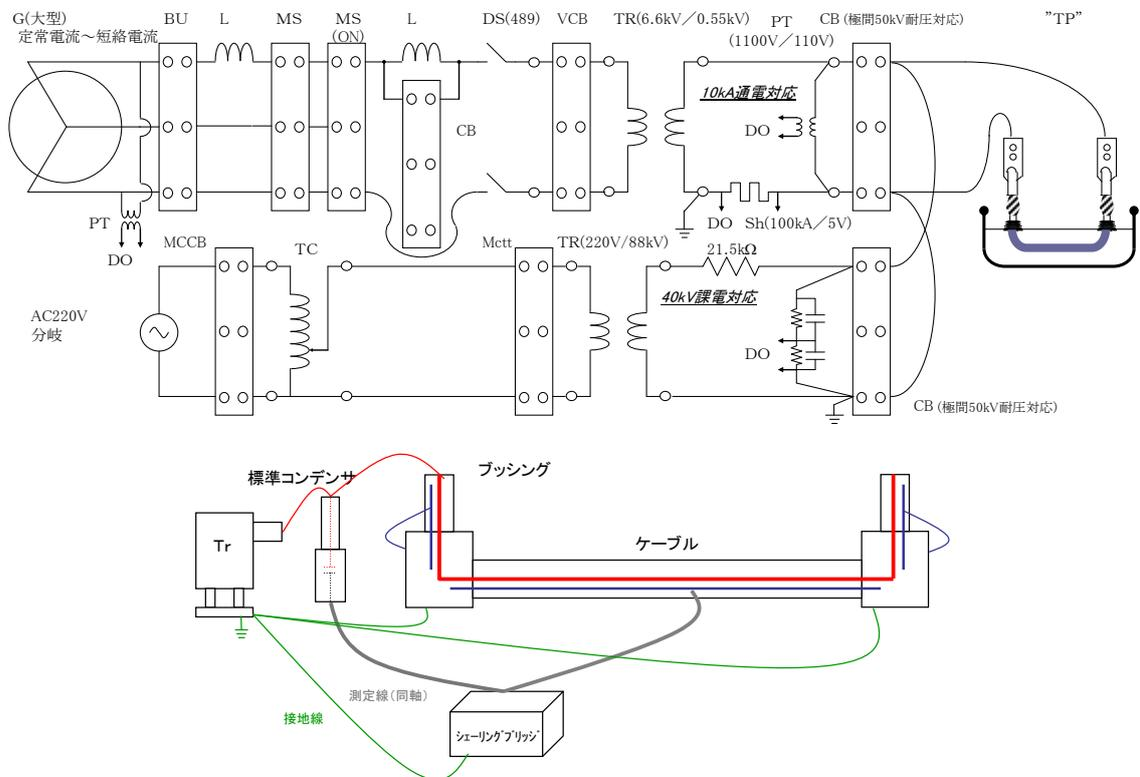 G(大型)
定常電流～短絡電流
BU
L
MS
MS
(ON)
L
DS(489)
VCB
TR(6.6kV／0.55kV)
PT
(1100V／110V)
CB (極間50kV耐圧対応)
”TP”
10kA通電対応
CB
DO
PT
DO
DO
Sh(100kA／5V)
MCCB
TC
Mctt
TR(220V/88kV)
21.5kΩ
40kV課電対応
AC220V
分岐
DO
CB (極間50kV耐圧対応)
標準コンデンサ
ブッシング
Tr
ケーブル
測定線（同軸）
接地線
ｼｪｰﾘﾝｸﾞﾌﾞﾘｯｼﾞ